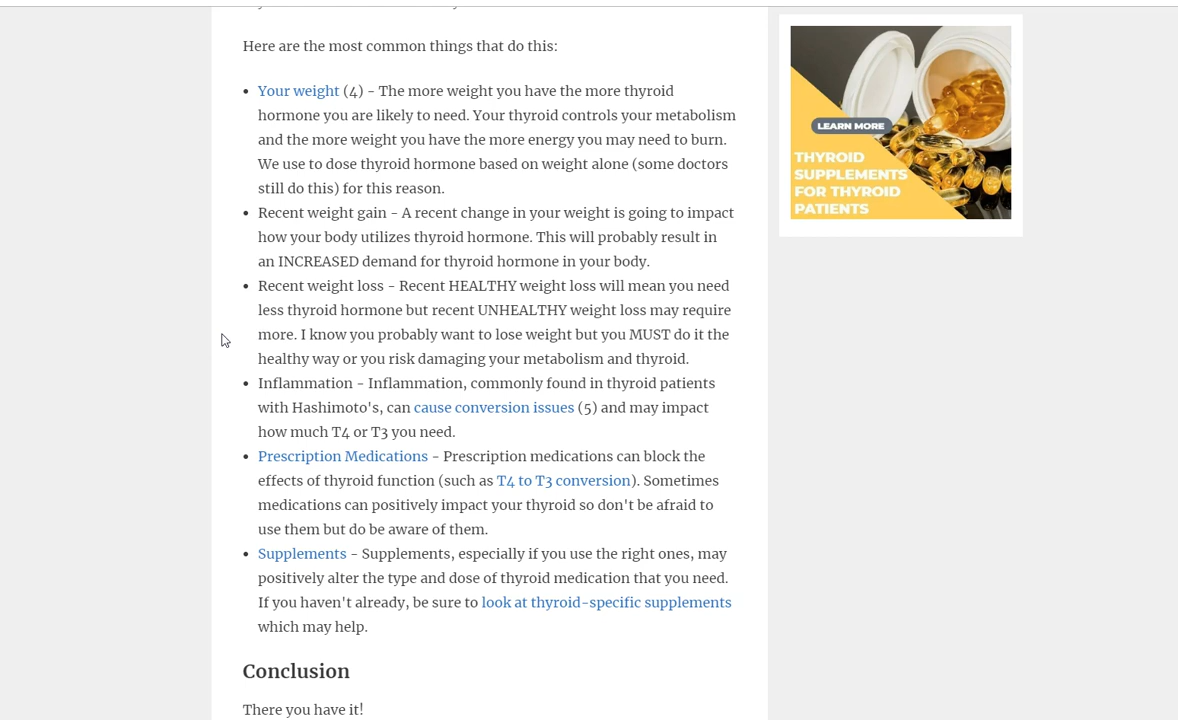 Here are the most common things that do this:
• Your weight (4) - The more weight you have the more thyroid
hormone you are likely to need. Your thyroid controls your metabolism
and the more weight you have the more energy you may need to burn.
We use to dose thyroid hormone based on weight alone (some doctors
still do this) for this reason.
• Recent weight gain - A recent change in your weight is going to impact
how your body utilizes thyroid hormone. This will probably result in
an INCREASED demand for thyroid hormone in your body.
• Recent weight loss - Recent HEALTHY weight loss will mean you need
less thyroid hormone but recent UNHEALTHY weight loss may require
more. I know you probably want to lose weight but you MUST do it the
healthy way or you risk damaging your metabolism and thyroid.
• Inflammation - Inflammation, commonly found in thyroid patients
with Hashimoto's, can cause conversion issues (5) and may impact
how much T4 or T3 you need.
• Prescription Medications - Prescription medications can block the
effects of thyroid function (such as T4 to T3 conversion). Sometimes
medications can positively impact your thyroid so don't be afraid to
use them but do be aware of them.
• Supplements - Supplements, especially if you use the right ones, may
positively alter the type and dose of thyroid medication that you need.
If you haven't already, be sure to look at thyroid-specific supplements
which may help.
Conclusion
There you have it!
LEARN MORE
THYROID
SUPPLEMENTS
FOR THYROID
PATIENTS